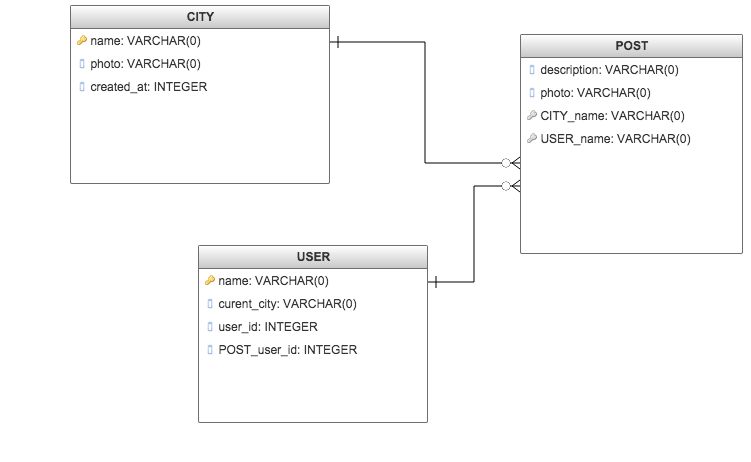 CITY
name: VARCHAR(0)
photo: VARCHAR(0)
created_at: INTEGER
POST
description: VARCHAR(0)
photo: VARCHAR(0)
CITY_name: VARCHAR(0)
USER_name: VARCHAR(0)
USER
name: VARCHAR(0)
curent_city: VARCHAR(0)
user_id: INTEGER
POST_user_id: INTEGER